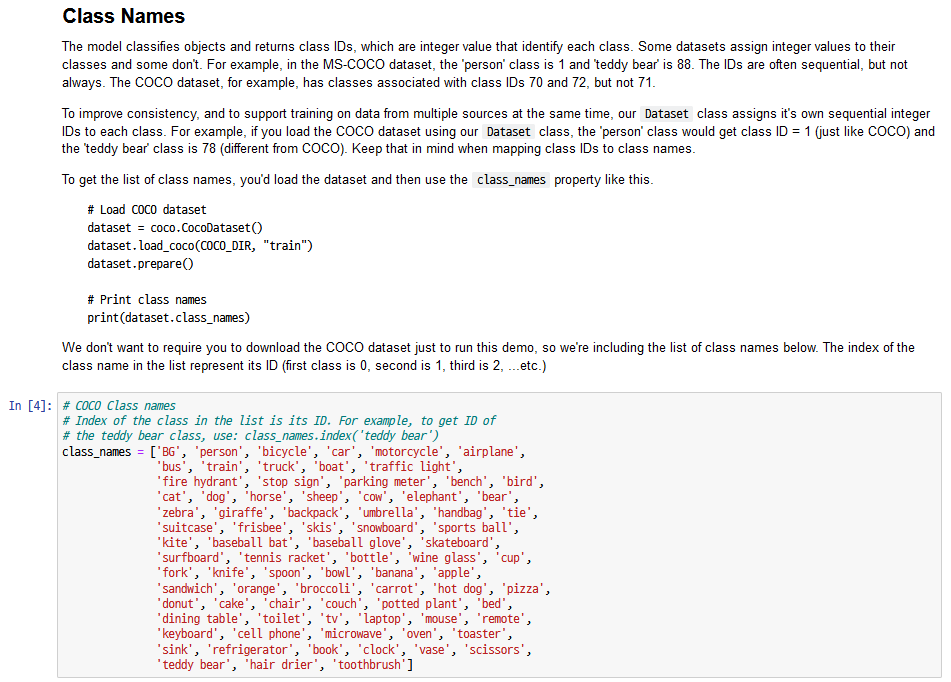 Class Names
The model classifies objects and returns class IDs, which are integer value that identify each class. Some datasets assign integer values to their
classes and some don't. For example, in the MS-COCO dataset, the 'person' class is 1 and 'teddy bear' is 88. The IDs are often sequential, but not
always. The COCO dataset, for example, has classes associated with class IDs 70 and 72, but not 71.
To improve consistency, and to support training on data from multiple sources at the same time, our Dataset class assigns it's own sequential integer
IDs to each class. For example, if you load the COCO dataset using our Dataset class, the 'person' class would get class ID = 1 (just like COCO) and
the 'teddy bear' class is 78 (different from COCO). Keep that in mind when mapping class IDs to class names.
To get the list of class names, you'd load the dataset and then use the class_names property like this.
# Load COCO dataset
dataset = coco.CocoDataset()
dataset.load_coco(COCO_DIR, "train")
dataset.prepare()
# Print class names
print(dataset.class_names)
We don't want to require you to download the COCO dataset just to run this demo, so we're including the list of class names below. The index of the
class name in the list represent its ID (first class is 0, second is 1, third is 2, ...etc.)
In [4]: # COCO Class names
# Index of the class in the list is its ID. For example, to get ID of
# the teddy bear class, use: class_names.index('teddy bear')
class_names = ['BG', 'person', 'bicycle', 'car', 'motorcycle', 'airplane',
'bus', 'train', 'truck', 'boat', 'traffic light',
'fire hydrant', 'stop sign', 'parking meter', 'bench', 'bird',
'cat', 'dog', 'horse', 'sheep', 'cow', 'elephant', 'bear',
'zebra', 'giraffe', 'backpack', 'umbrella', 'handbag', 'tie',
'suitcase', 'frisbee', 'skis', 'snowboard', 'sports ball',
'kite', 'baseball bat', 'baseball glove', 'skateboard',
'surfboard', 'tennis racket', 'bottle', 'wine glass', 'cup',
'fork', 'knife', 'spoon', 'bowl', 'banana', 'apple',
'sandwich', 'orange', 'broccoli', 'carrot', 'hot dog', 'pizza',
'donut', 'cake', 'chair', 'couch', 'potted plant', 'bed',
'dining table', 'toilet', 'tv', 'laptop', 'mouse', 'remote',
'keyboard', 'cell phone', 'microwave', 'oven', 'toaster',
'sink', 'refrigerator', 'book', 'clock', 'vase', 'scissors',
'teddy bear', 'hair drier', 'toothbrush']